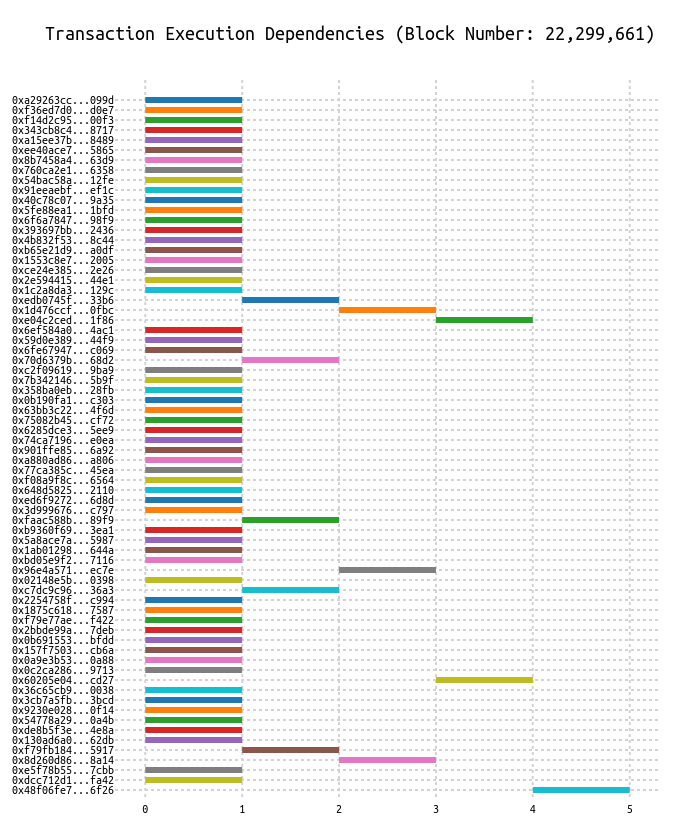 Transaction Execution Dependencies (Block Number: 22,299,661)
0xa29263cc...099d
0xf36ed7d0...d0e7
0xf14d2c95...00f3
0x343cb8c4...8717
0xa15ee37b...8489
0xee40ace7...5865
0x8b7458a4...63d9
0x760ca2e1...6358
0x54bac58a...12fe
0x91eeaebf...ef1c
0x40c78c07...9a35
0x5fe88ea1...1bfd
0x6f6a7847...98f9
0x393697bb...2436
0x4b832f53...8c44
0xb65e21d9...a0df
0x1553c8e7...2005
0xce24e385...2e26
0x2e594415...44e1
0x1c2a8da3...129c
0xedb0745f...33b6
0x1d476ccf...0fbc
0xe04c2ced...1f86
0x6ef584a0...4ac1
0x59d0e389...44f9
0x6fe67947...c069
0x70d6379b...68d2
0xc2f09619...9ba9
0x7b342146...5b9f
0x358ba0eb...28fb
0x0b190fa1...c303
0x63bb3c22...4f6d
0x75082b45...cf72
0x6285dce3...5ee9
0x74ca7196...e0ea
0x901ffe85...6a92
0xa880ad86...a806
0x77ca385c...45ea
0xf08a9f8c...6564
0x648d5825...2110
0xed6f9272...6d8d
0x3d999676...c797
0xfaac588b...89f9
0xb9360f69...3ea1
0x5a8ace7a...5987
0x1ab01298...644a
0xbd05e9f2...7116
0x96e4a571...ec7e
0x02148e5b...0398
0xc7dc9c96...36a3
0x2254758f...c994
0x1875c618...7587
0xf79e77ae...f422
0x2bbde99a...7deb
0x0b691553...bfdd
0x157f7503...cb6a
0x0a9e3b53...0a88
0x0c2ca286...9713
0x60205e04...cd27
0x36c65cb9...0038
0x3cb7a5fb...3bcd
0x9230e028...0f14
0x54778a29...0a4b
0xde8b5f3e...4e8a
0x130ad6a0...62db
0xf79fb184...5917
0x8d260d86...8a14
0xe5f78b55...7cbb
0xdcc712d1...fa42
0x48f06fe7...6f26
0 1 2 3 4 5